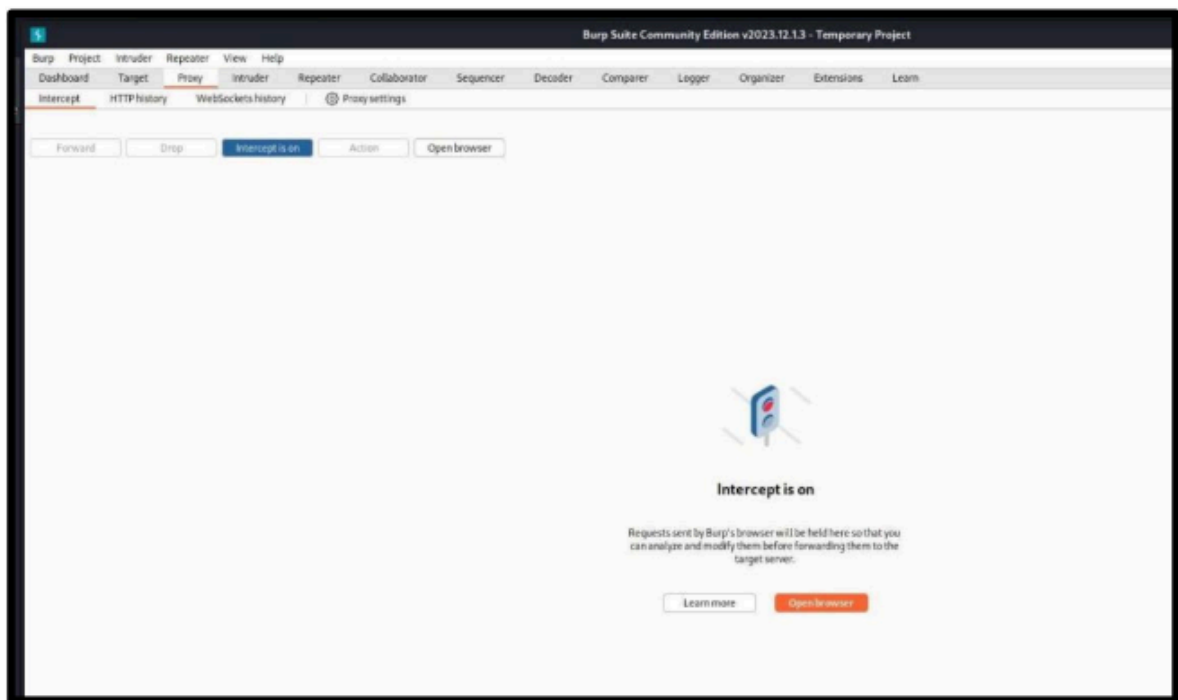 Burp Suite Community Edition v2023.12.1.3 - Temporary Project
Burp Project Intruder Repeater View Help
Dashboard Target Proxy Intruder Repeater Collaborator Sequencer Decoder Comparer Logger Organizer Extensions Learn
Intercept HTTP history WebSockets history Proxy settings
Forward Drop Intercept is on Action Open browser
Intercept is on
Requests sent by Burp's browser will be held here so that you
can analyze and modify them before forwarding them to the
target server.
Learn more Open browser